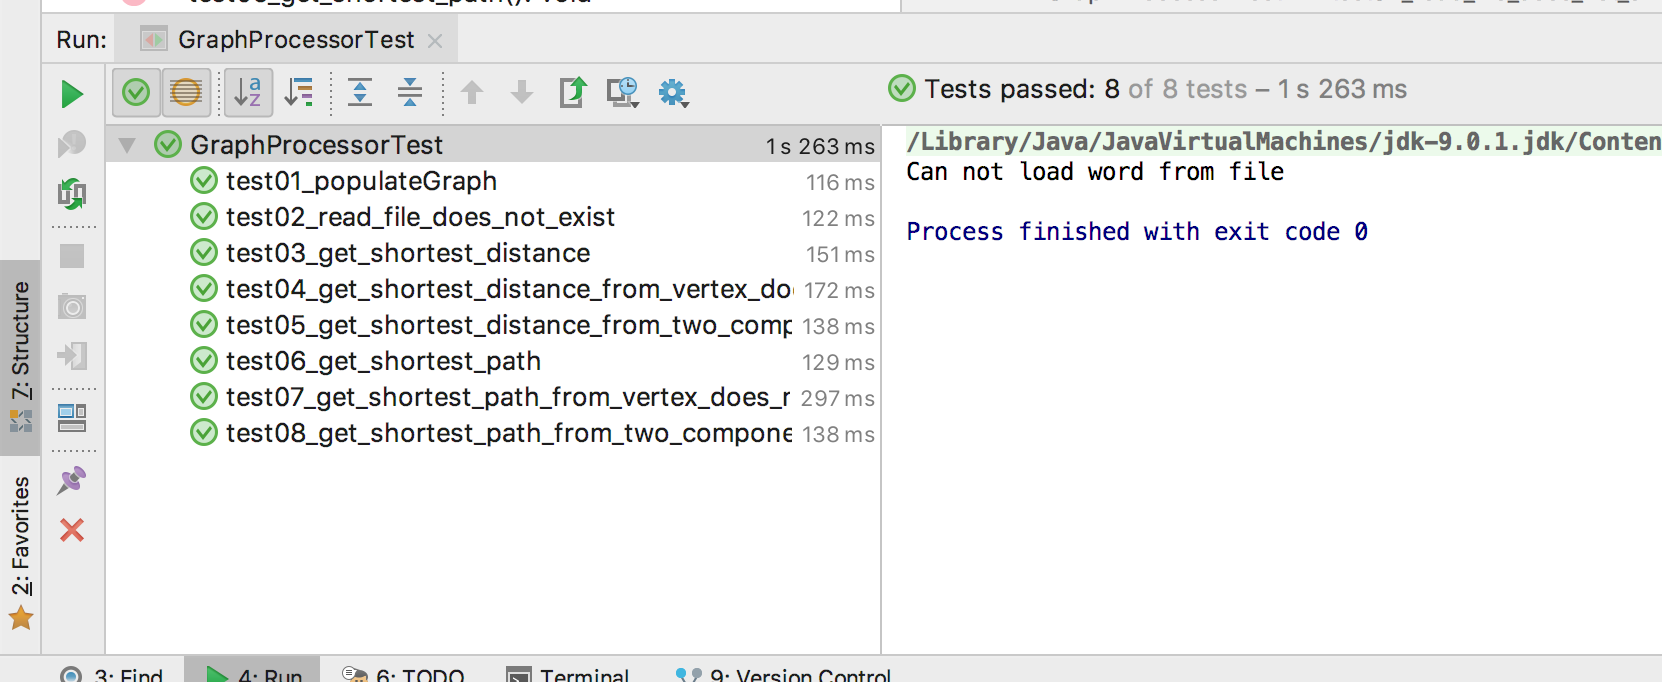 test06_get_shortest_path(): void
Run: GraphProcessorTest
Tests passed: 8 of 8 tests – 1 s 263 ms
GraphProcessorTest 1 s 263 ms
test01_populateGraph 116 ms
test02_read_file_does_not_exist 122 ms
test03_get_shortest_distance 151 ms
test04_get_shortest_distance_from_vertex_do 172 ms
test05_get_shortest_distance_from_two_comp 138 ms
test06_get_shortest_path 129 ms
test07_get_shortest_path_from_vertex_does_r 297 ms
test08_get_shortest_path_from_two_compone 138 ms
/Library/Java/JavaVirtualMachines/jdk-9.0.1.jdk/Conten
Can not load word from file
Process finished with exit code 0
7: Structure
2: Favorites
3: Find 4: Run 6: TODO Terminal 9: Version Control